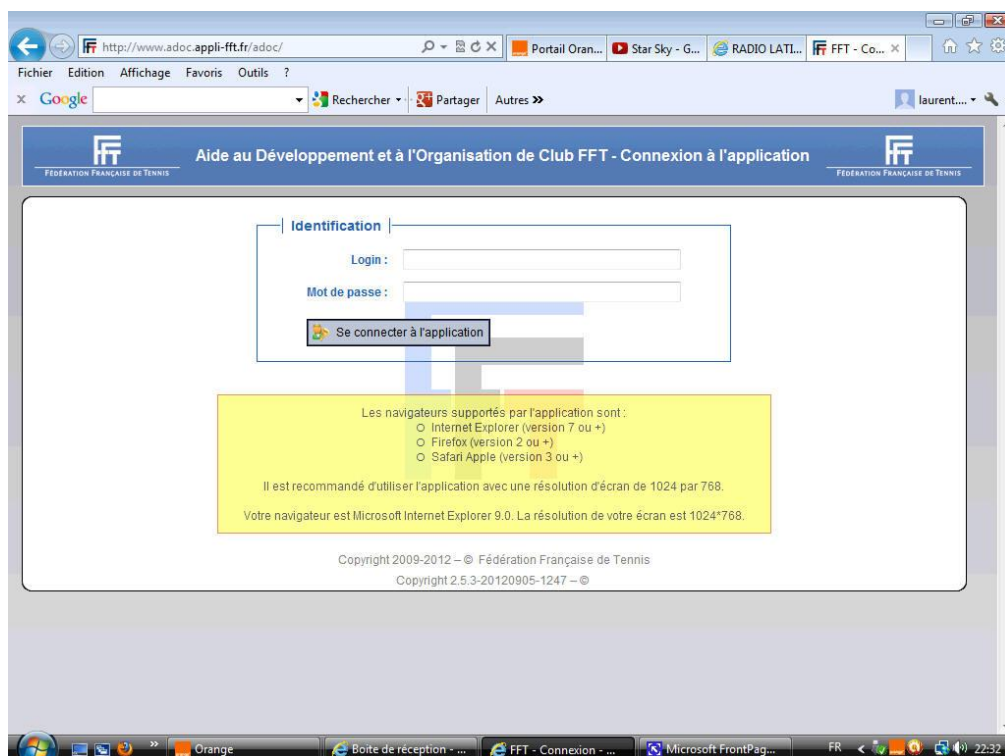 http://www.adoc.appli-fft.fr/adoc/
Portail Oran...
Star Sky - G...
RADIO LATI...
FFT - Co...
Fichier Edition Affichage Favoris Outils ?
Google
Rechercher
Partager
Autres »
laurent....
FFT
FÉDÉRATION FRANÇAISE DE TENNIS
Aide au Développement et à l'Organisation de Club FFT - Connexion à l'application
FFT
FÉDÉRATION FRANÇAISE DE TENNIS
Identification
Login :
Mot de passe :
Se connecter à l'application
Les navigateurs supportés par l'application sont :
Internet Explorer (version 7 ou +)
Firefox (version 2 ou +)
Safari Apple (version 3 ou +)
Il est recommandé d'utiliser l'application avec une résolution d'écran de 1024 par 768.
Votre navigateur est Microsoft Internet Explorer 9.0. La résolution de votre écran est 1024*768.
Copyright 2009-2012 – © Fédération Française de Tennis
Copyright 2.5.3-20120905-1247 – ©
Orange
Boite de réception - ...
FFT - Connexion - ...
Microsoft FrontPag...
FR
22:32